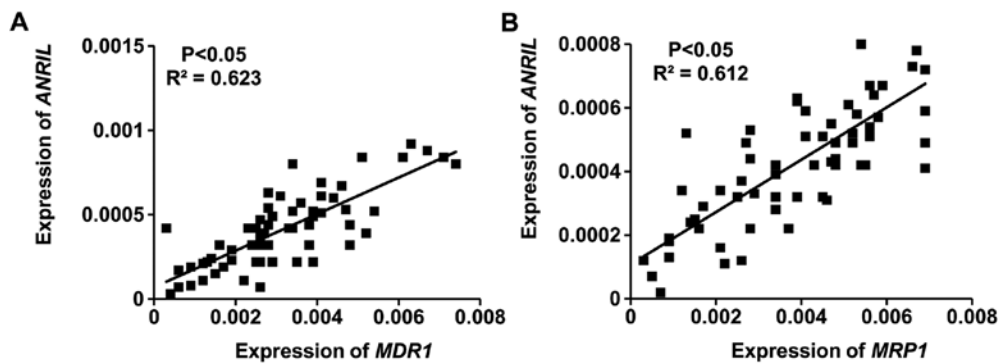 A
P<0.05
R² = 0.623
Expression of ANRIL
0.0015
0.001
0.0005
0
0
0.002
0.004
0.006
0.008
Expression of MDR1
B
P<0.05
R² = 0.612
Expression of ANRIL
0.0008
0.0006
0.0004
0.0002
0
0
0.002
0.004
0.006
0.008
Expression of MRP1